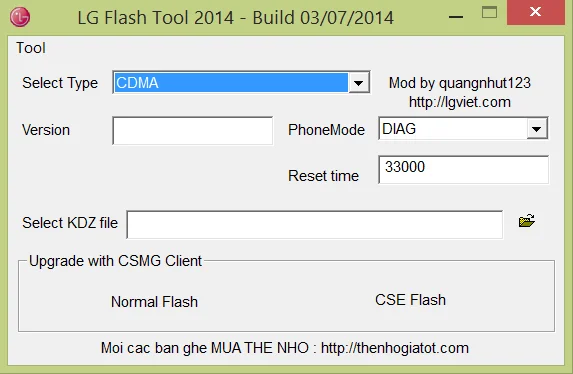 LG Flash Tool 2014 - Build 03/07/2014
Tool
Select Type CDMA Mod by quangnhut123
http://lgviet.com
Version PhoneMode DIAG
Reset time 33000
Select KDZ file
Upgrade with CSMG Client
Normal Flash CSE Flash
Moi cac ban ghe MUA THE NHO : http://thenhogiatot.com